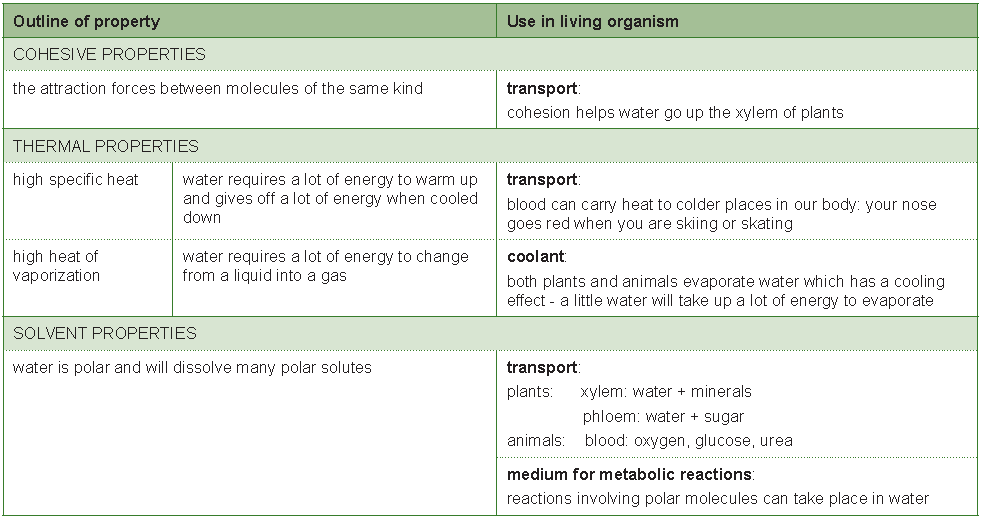 Outline of property
Use in living organism
COHESIVE PROPERTIES
the attraction forces between molecules of the same kind
transport:
cohesion helps water go up the xylem of plants
THERMAL PROPERTIES
high specific heat
water requires a lot of energy to warm up
and gives off a lot of energy when cooled
down
transport:
blood can carry heat to colder places in our body: your nose
goes red when you are skiing or skating
high heat of
vaporization
water requires a lot of energy to change
from a liquid into a gas
coolant:
both plants and animals evaporate water which has a cooling
effect - a little water will take up a lot of energy to evaporate
SOLVENT PROPERTIES
water is polar and will dissolve many polar solutes
transport:
plants: xylem: water + minerals
phloem: water + sugar
animals: blood: oxygen, glucose, urea
medium for metabolic reactions:
reactions involving polar molecules can take place in water